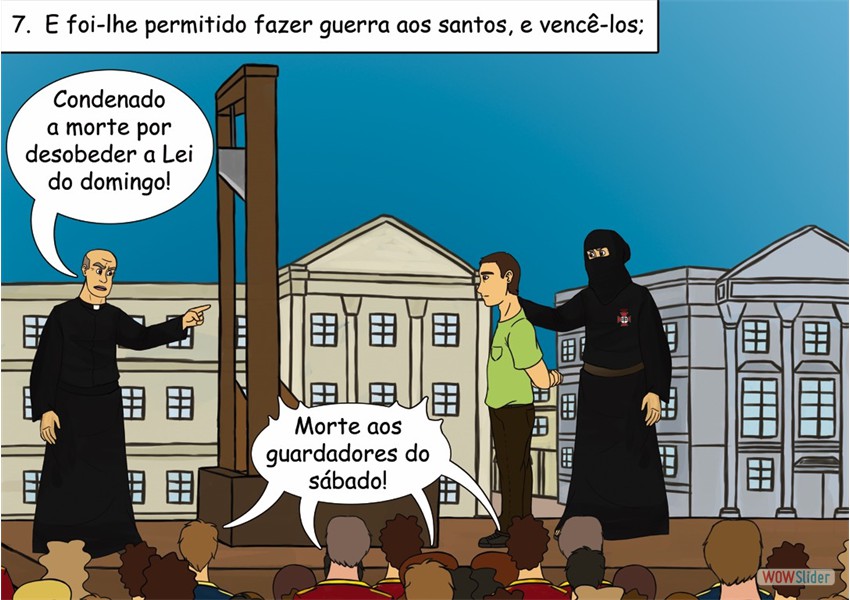 7. E foi-lhe permitido fazer guerra aos santos, e vencê-los;
Condenado
a morte por
desobeder a Lei
do domingo!
Morte aos
guardadores do
sábado!
WOWSlider